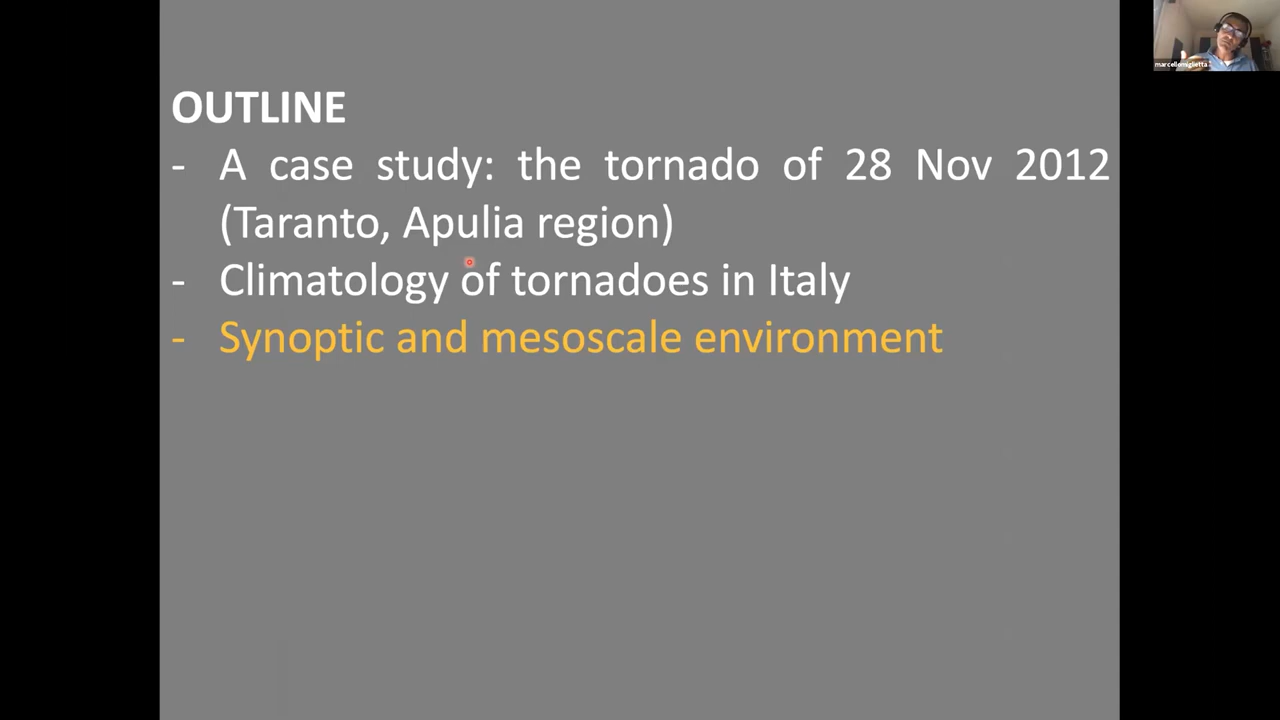 marcellomiglietta
OUTLINE
- A case study: the tornado of 28 Nov 2012
(Taranto, Apulia region)
- Climatology of tornadoes in Italy
- Synoptic and mesoscale environment